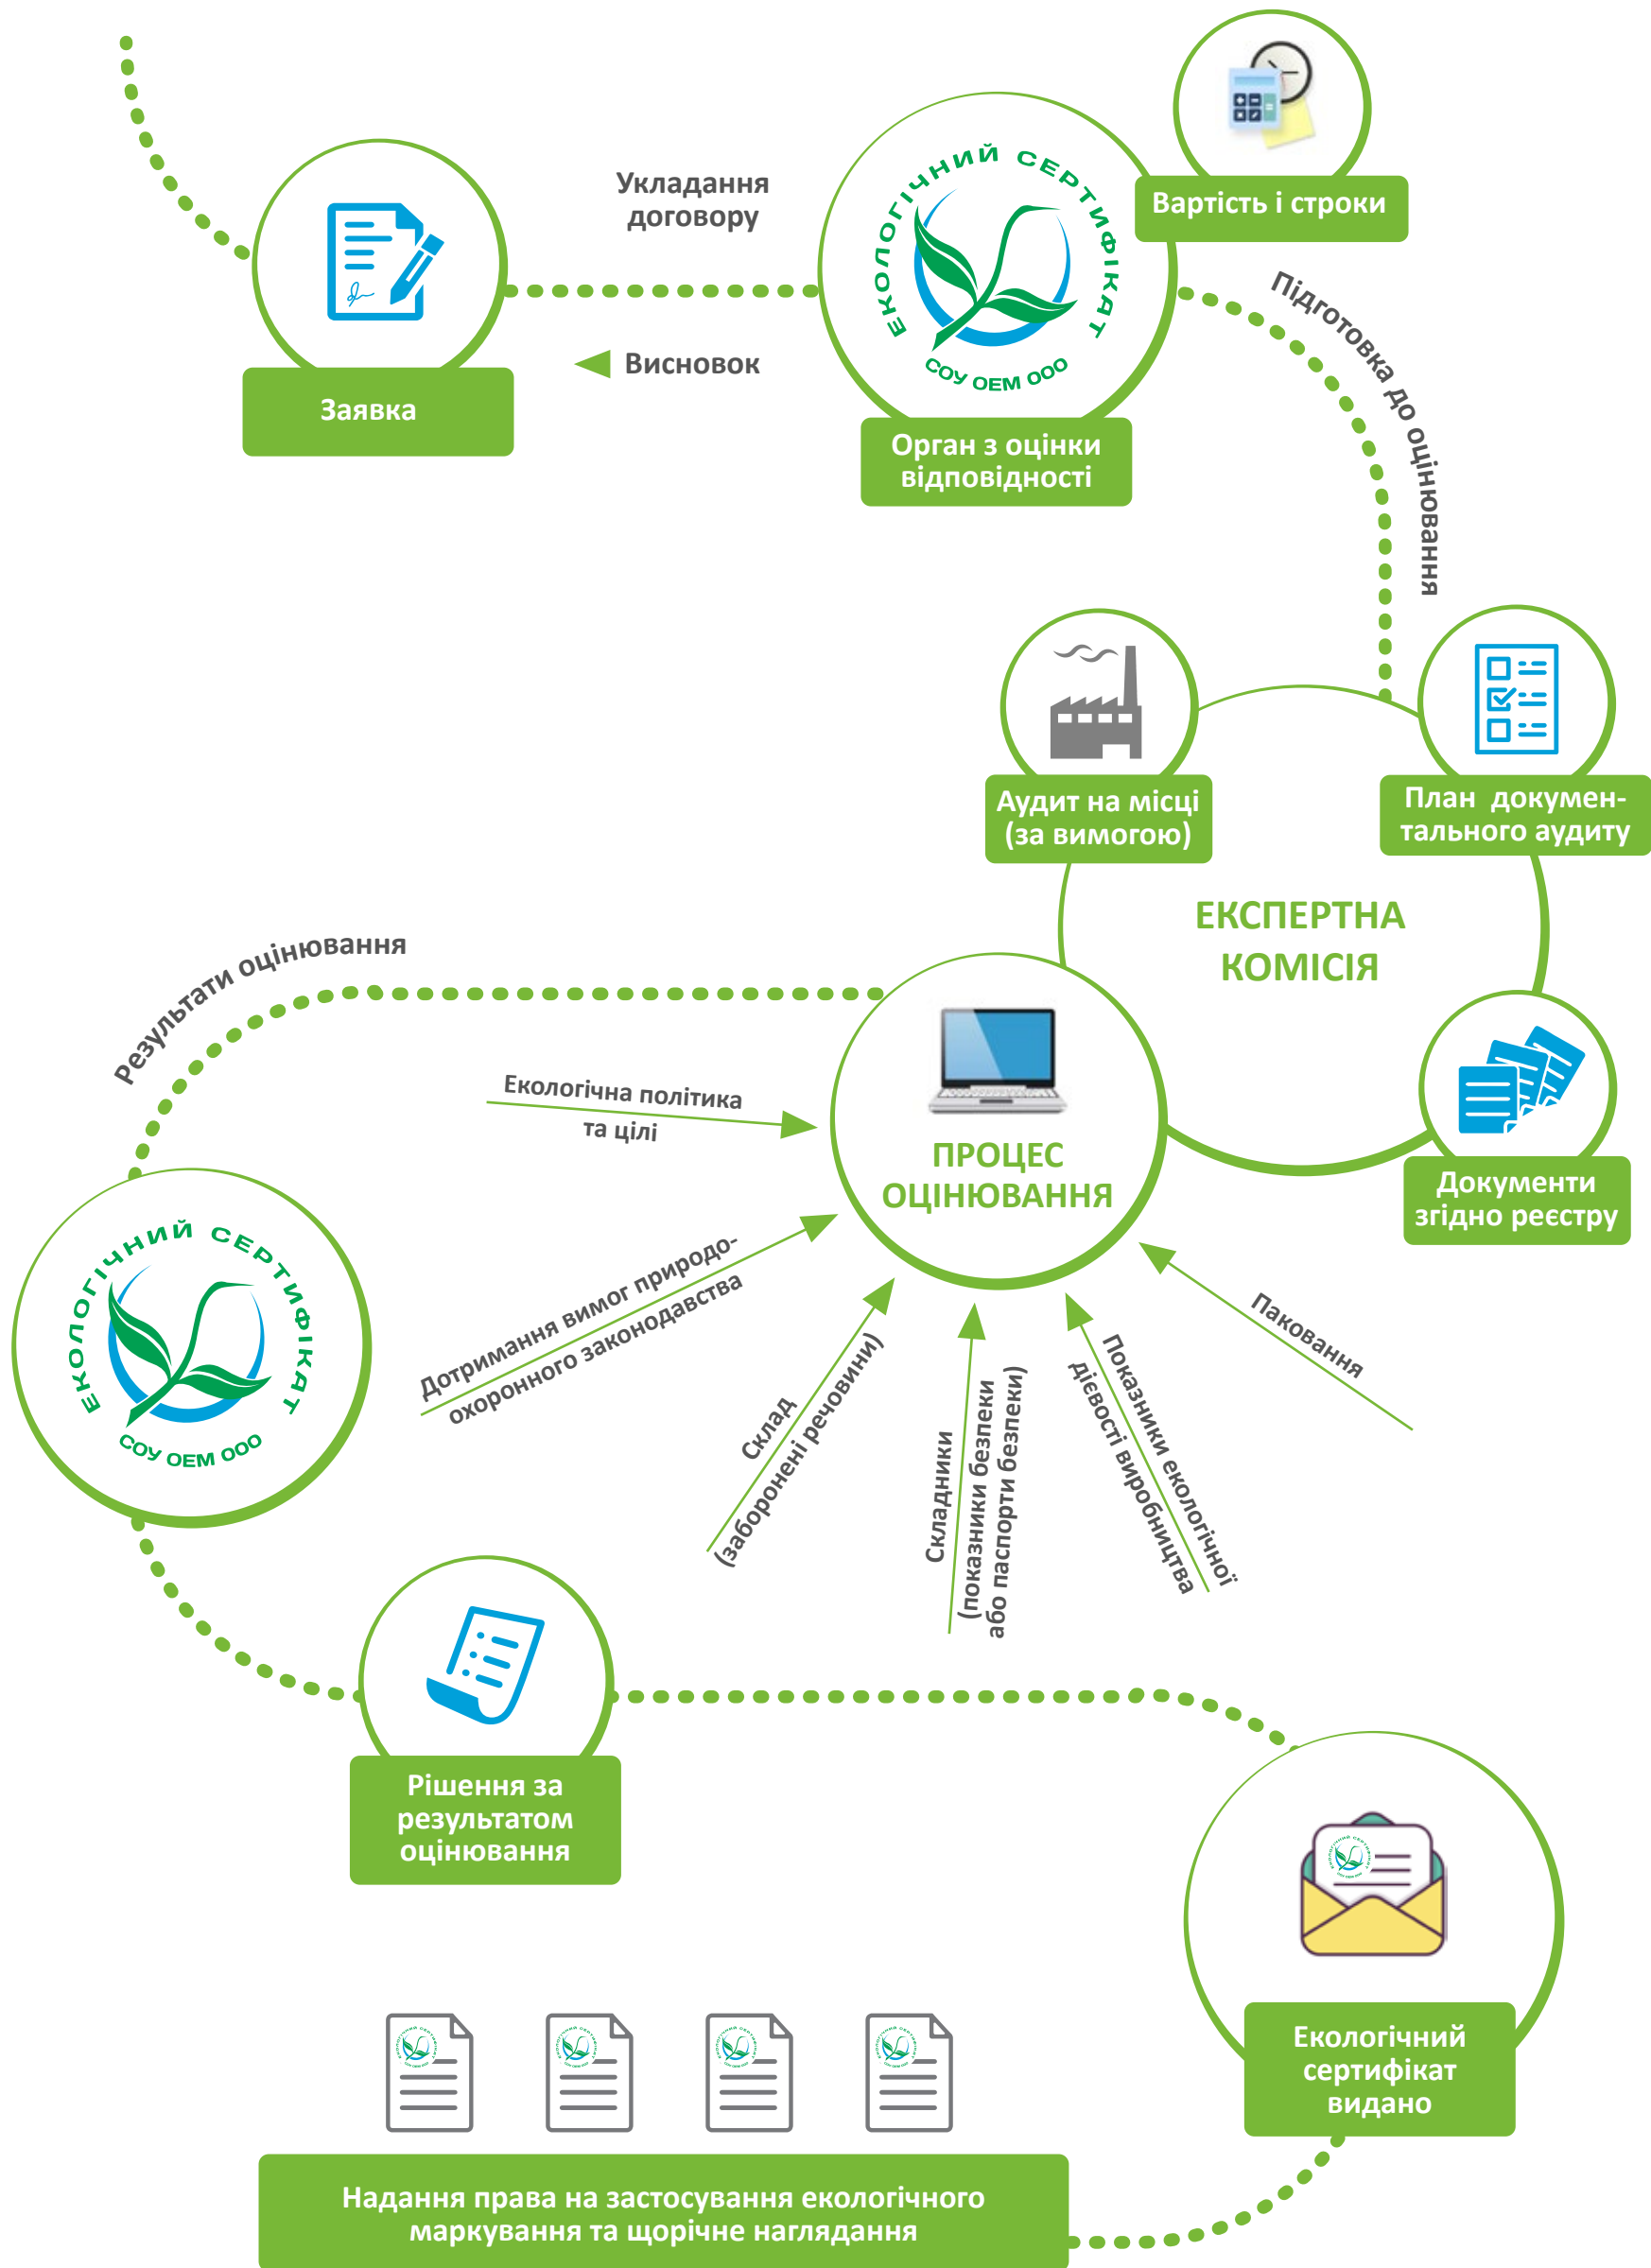 Вартість і строки
ЕКОЛОГІЧНИЙ СЕРТИФІКАТ
СОУ ОЕМ 000
Укладання
договору
Висновок
Заявка
Орган з оцінки
відповідності
Підготовка до оцінювання
Аудит на місці
(за вимогою)
План докумен-
тального аудиту
ЕКСПЕРТНА
КОМІСІЯ
Документи
згідно реєстру
ПРОЦЕС
ОЦІНЮВАННЯ
Результати оцінювання
Екологічна політика
та цілі
Дотримання вимог природо-
охоронного законодавства
Склад
(заборонені речовини)
Складники
(показники безпеки
або паспорти безпеки)
Показники екологічної
дієвості виробництва
Паковання
ЕКОЛОГІЧНИЙ СЕРТИФІКАТ
СОУ ОЕМ 000
Рішення за
результатом
оцінювання
Екологічний
сертифікат
видано
Надання права на застосування екологічного
маркування та щорічне наглядання